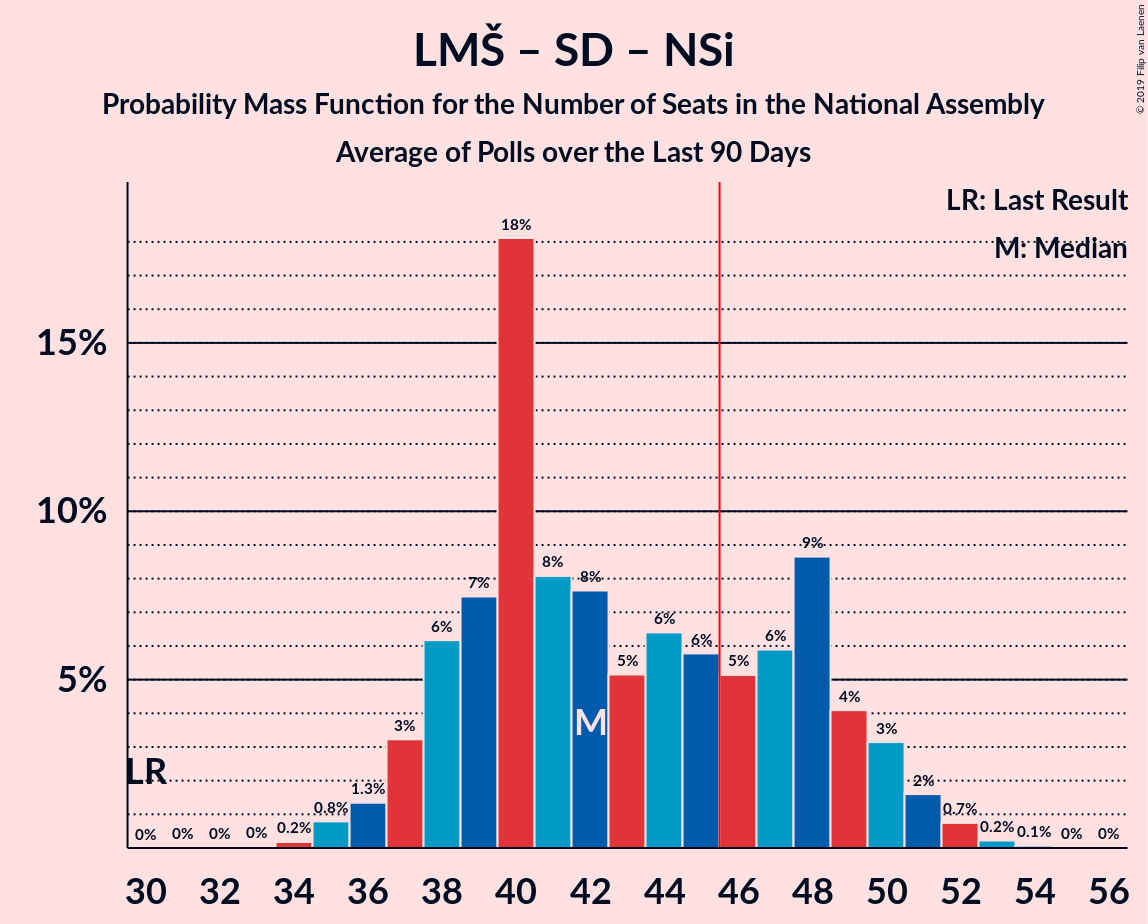 LMŠ – SD – NSi
Probability Mass Function for the Number of Seats in the National Assembly
Average of Polls over the Last 90 Days
© 2019 Filip van Laenen
LR: Last Result
M: Median
15%
10%
5%
0% 0% 0% 0% 0.2% 0.8% 1.3% 3% 6% 7% 18% 8% 8% 5% 6% 6% 5% 6% 9% 4% 3% 2% 0.7% 0.2% 0.1% 0% 0%
M
LR
30 32 34 36 38 40 42 44 46 48 50 52 54 56